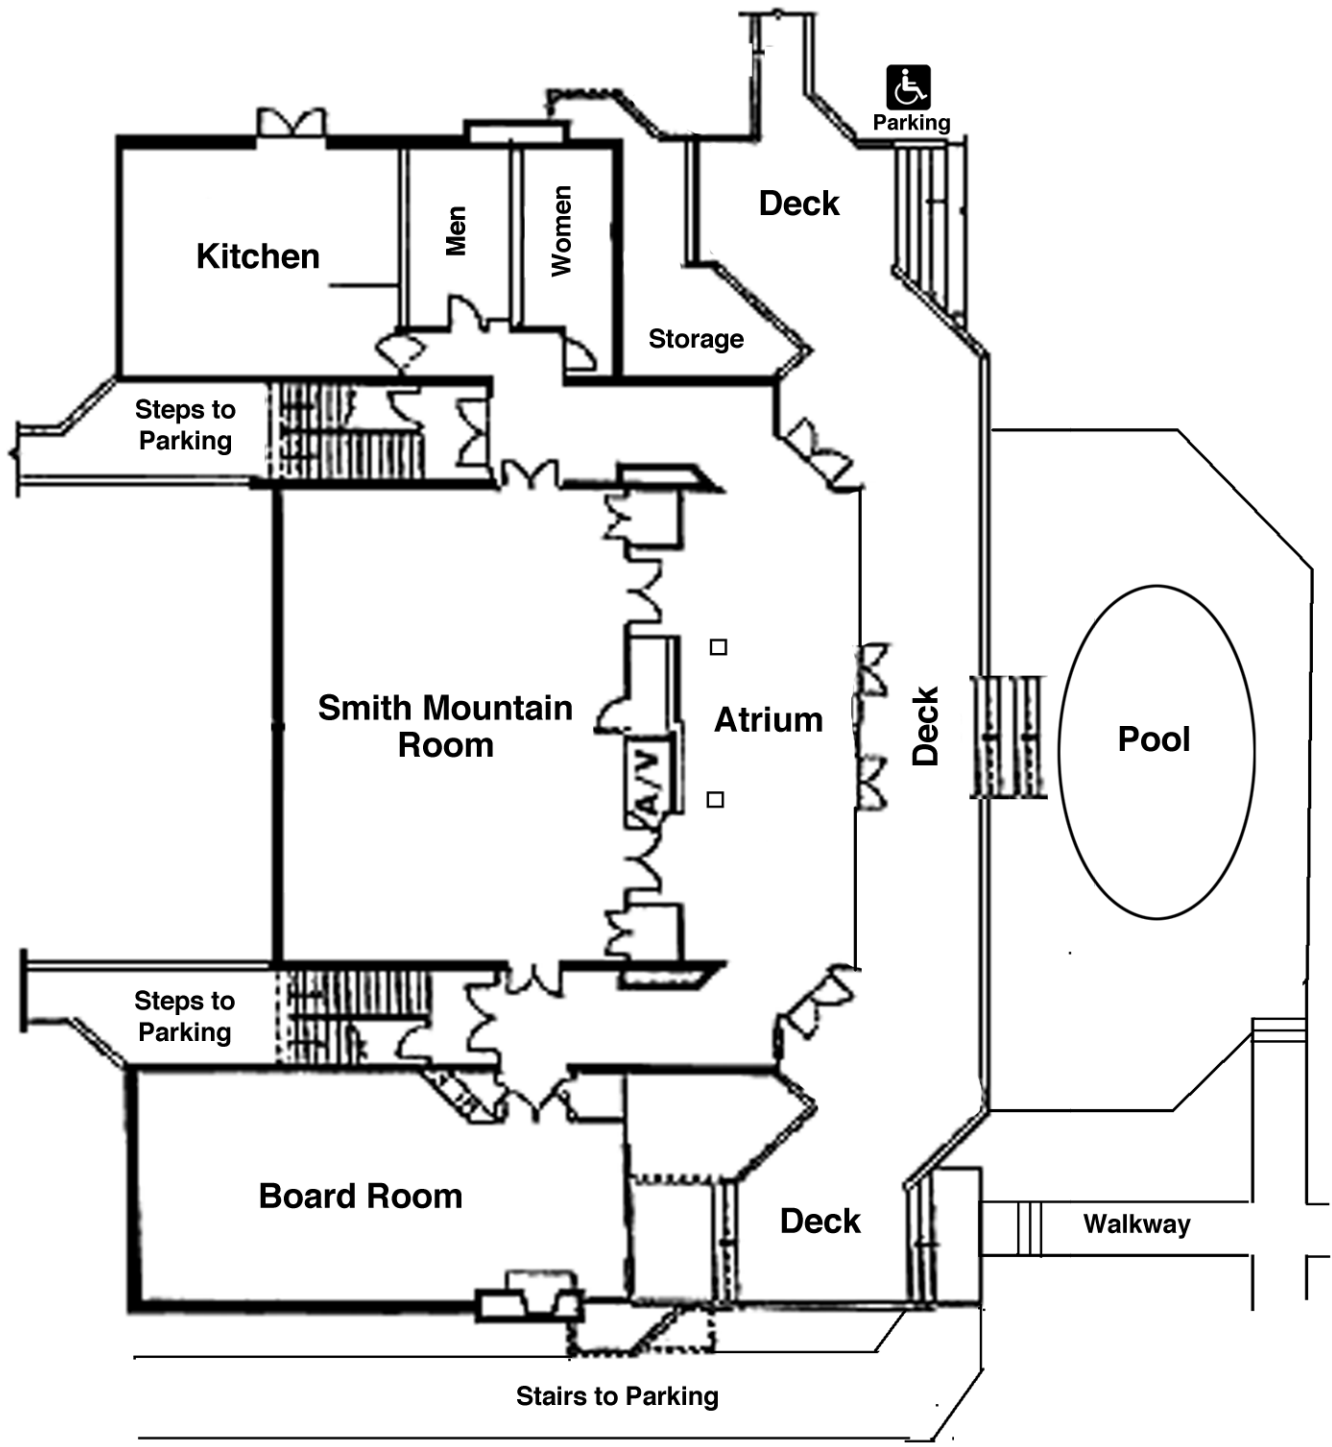 Parking
Deck
Men
Women
Kitchen
Storage
Steps to
Parking
Smith Mountain
Room
Atrium
Deck
Pool
A/V
Steps to
Parking
Board Room
Deck
Walkway
Stairs to Parking